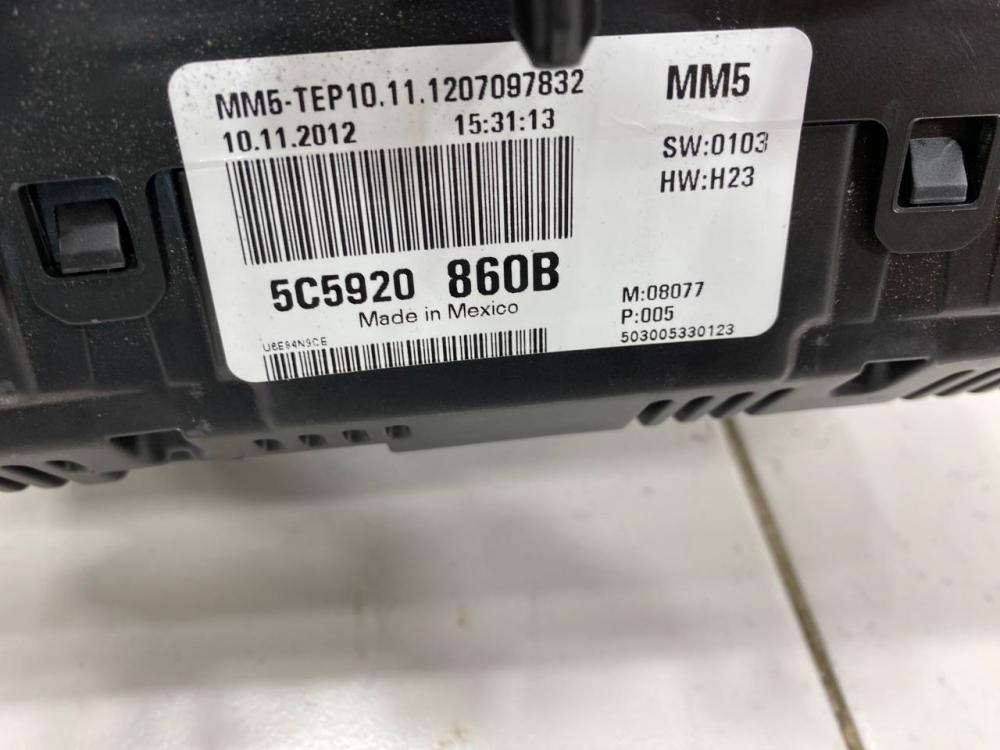 MM5-TEP10.11.1207097832
10.11.2012 15:31:13
MM5
SW:0103
HW:H23
5C5920 860B
Made in Mexico
M:08077
P:005
503005330123
U6E94N9CE